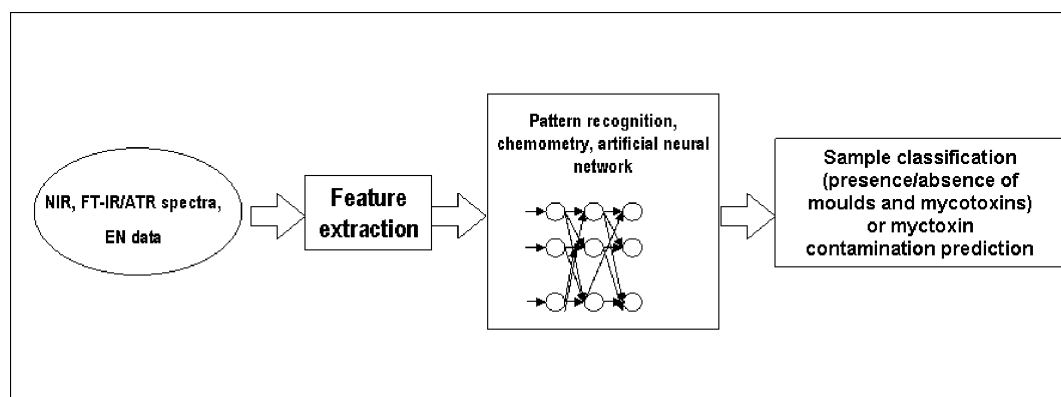 NIR, FT-IR/ATR spectra,
EN data
Feature
extraction
Pattern recognition,
chemometry, artificial neural
network
Sample classification
(presence/absence of
moulds and mycotoxins)
or myctoxin
contamination prediction